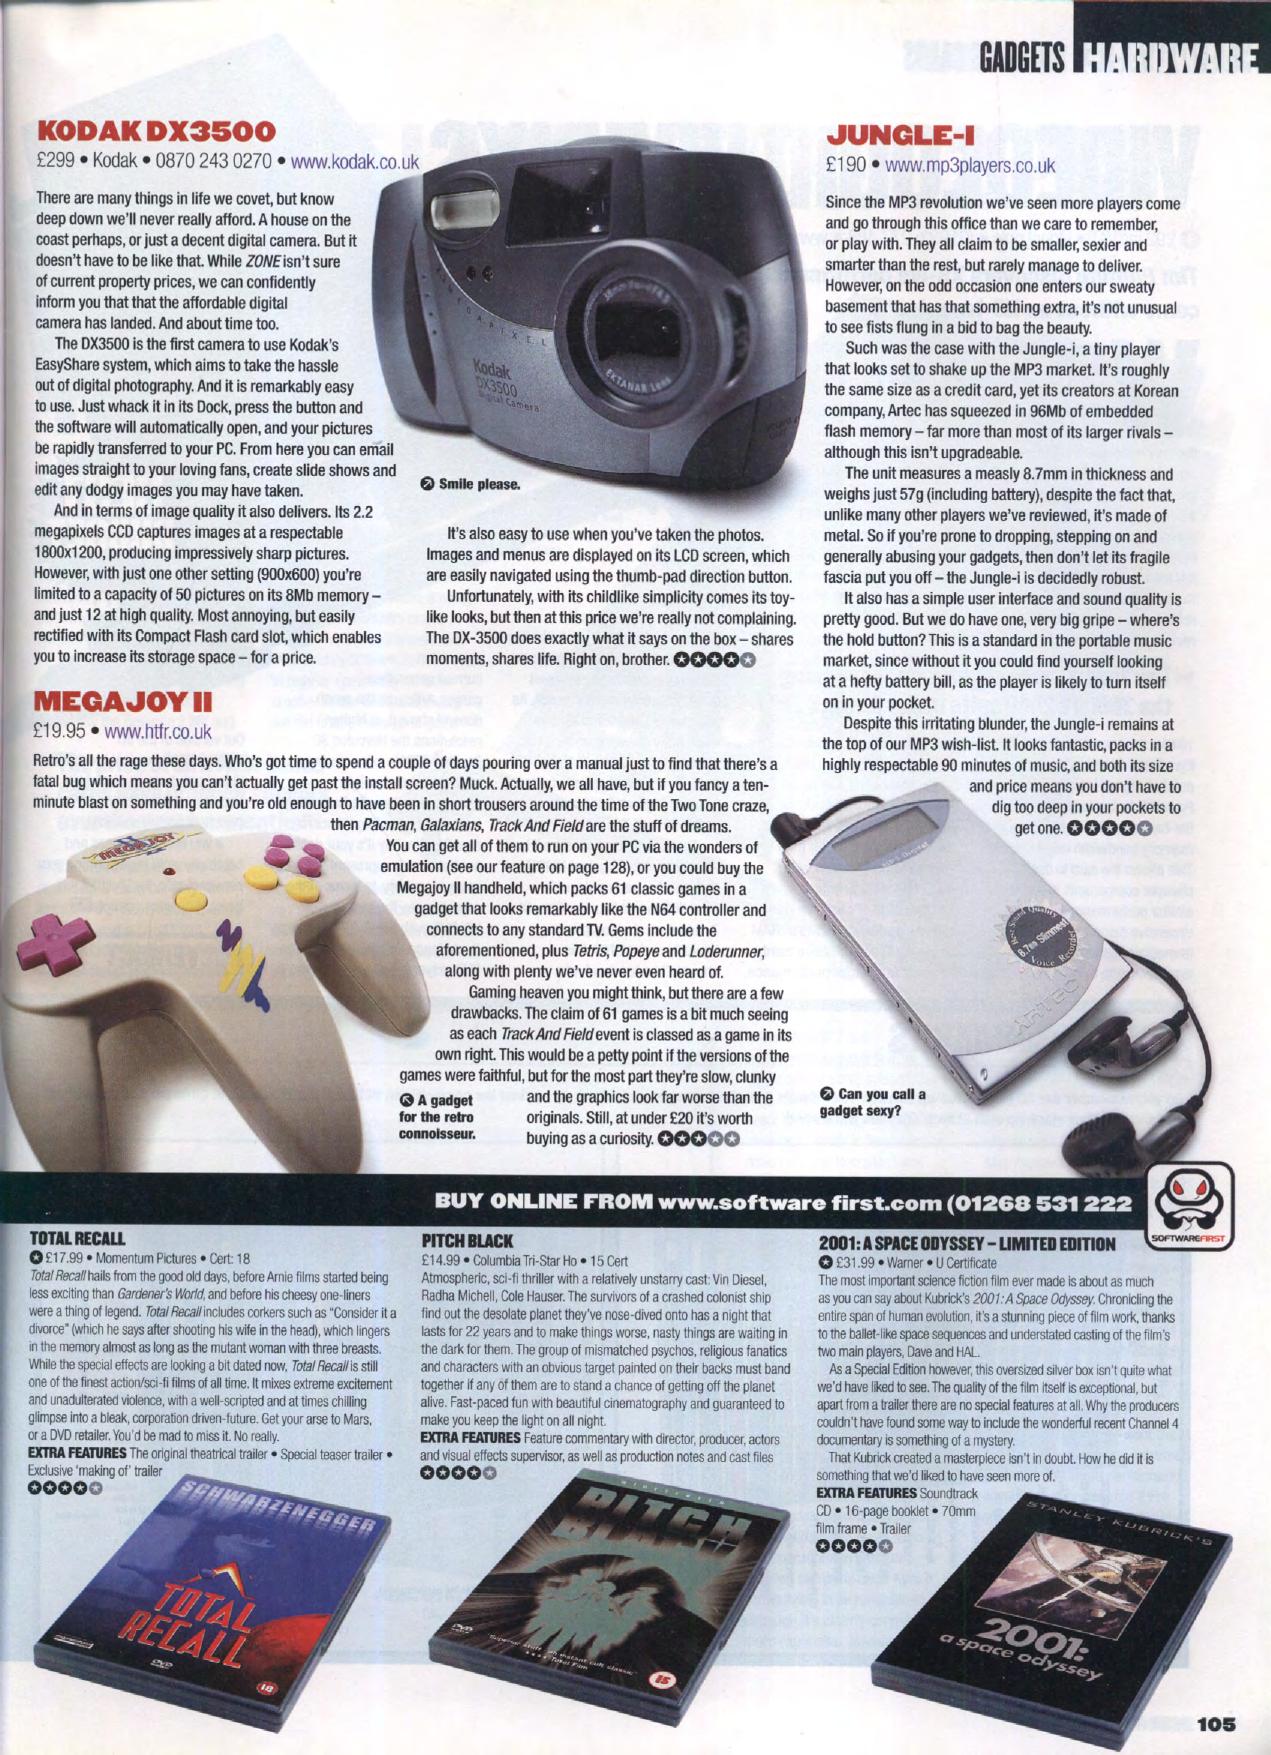 GADGETS HARDWARE
KODAK DX3500
£299 • Kodak • 0870 243 0270 • www.kodak.co.uk
There are many things in life we covet, but know
deep down we'll never really afford. A house on the
coast perhaps, or just a decent digital camera. But it
doesn't have to be like that. While ZONE isn't sure
of current property prices, we can confidently
inform you that that the affordable digital
camera has landed. And about time too.
The DX3500 is the first camera to use Kodak's
EasyShare system, which aims to take the hassle
out of digital photography. And it is remarkably easy
to use. Just whack it in its Dock, press the button and
the software will automatically open, and your pictures
be rapidly transferred to your PC. From here you can email
images straight to your loving fans, create slide shows and
edit any dodgy images you may have taken.
And in terms of image quality it also delivers. Its 2.2
megapixels CCD captures images at a respectable
1800x1200, producing impressively sharp pictures.
However, with just one other setting (900x600) you're
limited to a capacity of 50 pictures on its 8Mb memory –
and just 12 at high quality. Most annoying, but easily
rectified with its Compact Flash card slot, which enables
you to increase its storage space – for a price.
Kodak
DX3500
Digital Camera
EKTANAR LENS
Smile please.
It's also easy to use when you've taken the photos.
Images and menus are displayed on its LCD screen, which
are easily navigated using the thumb-pad direction button.
Unfortunately, with its childlike simplicity comes its toy-
like looks, but then at this price we're really not complaining.
The DX-3500 does exactly what it says on the box – shares
moments, shares life. Right on, brother.
MEGAJOY II
£19.95 • www.htfr.co.uk
Retro's all the rage these days. Who's got time to spend a couple of days pouring over a manual just to find that there's a
fatal bug which means you can't actually get past the install screen? Muck. Actually, we all have, but if you fancy a ten-
minute blast on something and you're old enough to have been in short trousers around the time of the Two Tone craze,
then Pacman, Galaxians, Track And Field are the stuff of dreams.
You can get all of them to run on your PC via the wonders of
emulation (see our feature on page 128), or you could buy the
Megajoy II handheld, which packs 61 classic games in a
gadget that looks remarkably like the N64 controller and
connects to any standard TV. Gems include the
aforementioned, plus Tetris, Popeye and Loderunner,
along with plenty we've never even heard of.
Gaming heaven you might think, but there are a few
drawbacks. The claim of 61 games is a bit much seeing
as each Track And Field event is classed as a game in its
own right. This would be a petty point if the versions of the
games were faithful, but for the most part they're slow, clunky
and the graphics look far worse than the
originals. Still, at under £20 it's worth
buying as a curiosity.
MEGAJOY
A gadget
for the retro
connoisseur.
JUNGLE-I
£190 • www.mp3players.co.uk
Since the MP3 revolution we've seen more players come
and go through this office than we care to remember,
or play with. They all claim to be smaller, sexier and
smarter than the rest, but rarely manage to deliver.
However, on the odd occasion one enters our sweaty
basement that has that something extra, it's not unusual
to see fists flung in a bid to bag the beauty.
Such was the case with the Jungle-i, a tiny player
that looks set to shake up the MP3 market. It's roughly
the same size as a credit card, yet its creators at Korean
company, Artec has squeezed in 96Mb of embedded
flash memory – far more than most of its larger rivals –
although this isn't upgradeable.
The unit measures a measly 8.7mm in thickness and
weighs just 57g (including battery), despite the fact that,
unlike many other players we've reviewed, it's made of
metal. So if you're prone to dropping, stepping on and
generally abusing your gadgets, then don't let its fragile
fascia put you off – the Jungle-i is decidedly robust.
It also has a simple user interface and sound quality is
pretty good. But we do have one, very big gripe – where's
the hold button? This is a standard in the portable music
market, since without it you could find yourself looking
at a hefty battery bill, as the player is likely to turn itself
on in your pocket.
Despite this irritating blunder, the Jungle-i remains at
the top of our MP3 wish-list. It looks fantastic, packs in a
highly respectable 90 minutes of music, and both its size
and price means you don't have to
dig too deep in your pockets to
get one.
Best Sound Quality
8.7mm Slimmest
Voice Recorder
ARTEC
Can you call a
gadget sexy?
BUY ONLINE FROM www.software first.com (01268 531 222
SOFTWAREFIRST
TOTAL RECALL
£17.99 • Momentum Pictures • Cert: 18
Total Recall hails from the good old days, before Arnie films started being
less exciting than Gardener's World, and before his cheesy one-liners
were a thing of legend. Total Recall includes corkers such as "Consider it a
divorce" (which he says after shooting his wife in the head), which lingers
in the memory almost as long as the mutant woman with three breasts.
While the special effects are looking a bit dated now, Total Recall is still
one of the finest action/sci-fi films of all time. It mixes extreme excitement
and unadulterated violence, with a well-scripted and at times chilling
glimpse into a bleak, corporation driven-future. Get your arse to Mars,
or a DVD retailer. You'd be mad to miss it. No really.
EXTRA FEATURES The original theatrical trailer • Special teaser trailer •
Exclusive 'making of' trailer
SCHWARZENEGGER
TOTAL
RECALL
DVD
18
PITCH BLACK
£14.99 • Columbia Tri-Star Ho • 15 Cert
Atmospheric, sci-fi thriller with a relatively unstarry cast: Vin Diesel,
Radha Michell, Cole Hauser. The survivors of a crashed colonist ship
find out the desolate planet they've nose-dived onto has a night that
lasts for 22 years and to make things worse, nasty things are waiting in
the dark for them. The group of mismatched psychos, religious fanatics
and characters with an obvious target painted on their backs must band
together if any of them are to stand a chance of getting off the planet
alive. Fast-paced fun with beautiful cinematography and guaranteed to
make you keep the light on all night.
EXTRA FEATURES Feature commentary with director, producer, actors
and visual effects supervisor, as well as production notes and cast files
WIDESCREEN
PITCH
BLACK
DVD
Total Film
15
2001: A SPACE ODYSSEY – LIMITED EDITION
£31.99 • Warner • U Certificate
The most important science fiction film ever made is about as much
as you can say about Kubrick's 2001: A Space Odyssey. Chronicling the
entire span of human evolution, it's a stunning piece of film work, thanks
to the ballet-like space sequences and understated casting of the film's
two main players, Dave and HAL.
As a Special Edition however, this oversized silver box isn't quite what
we'd have liked to see. The quality of the film itself is exceptional, but
apart from a trailer there are no special features at all. Why the producers
couldn't have found some way to include the wonderful recent Channel 4
documentary is something of a mystery.
That Kubrick created a masterpiece isn't in doubt. How he did it is
something that we'd liked to have seen more of.
EXTRA FEATURES Soundtrack
CD • 16-page booklet • 70mm
film frame • Trailer
STANLEY KUBRICK'S
2001:
a space odyssey
105